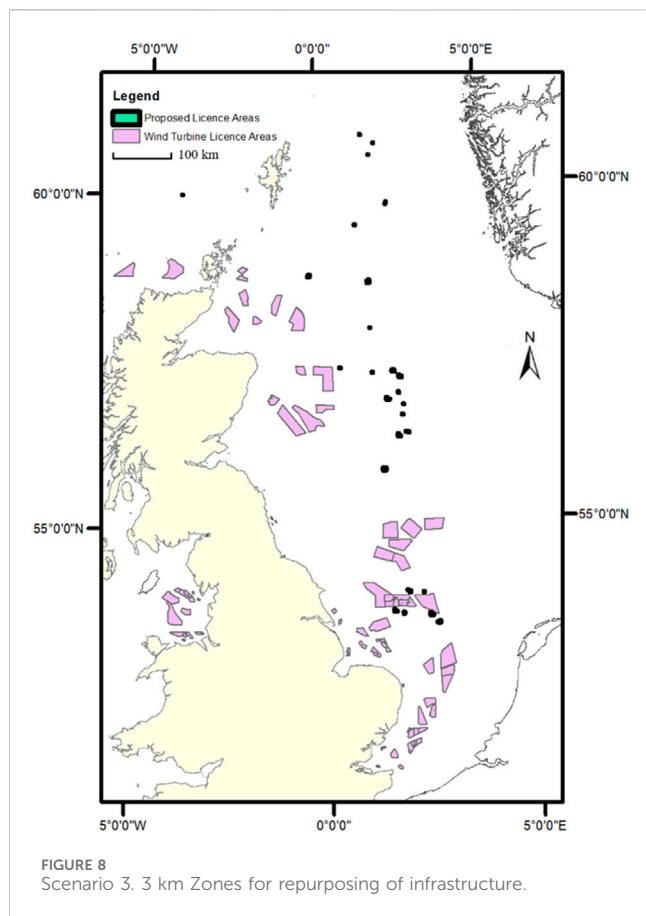 5°0'0"W 0°0'0" 5°0'0"E
Legend
Proposed Licence Areas
Wind Turbine Licence Areas
100 km
60°0'0"N 60°0'0"N
N
55°0'0"N 55°0'0"N
5°0'0"W 0°0'0" 5°0'0"E
FIGURE 8
Scenario 3. 3 km Zones for repurposing of infrastructure.